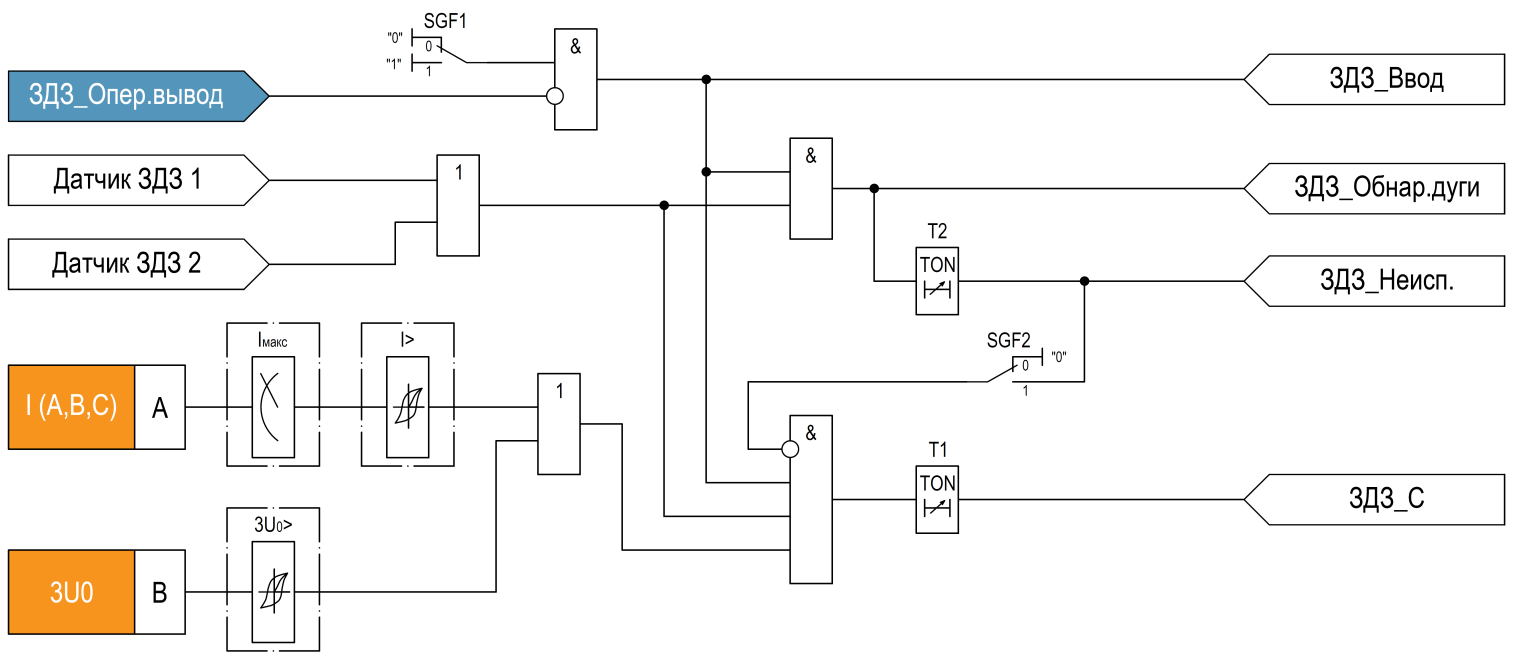 SGF1
"0"
0
"1"
1
&
ЗДЗ_Опер.вывод
ЗДЗ_Ввод
Датчик ЗДЗ 1
1
&
ЗДЗ_Обнар.дуги
Датчик ЗДЗ 2
T2
TON
ЗДЗ_Неисп.
Iмакс
I>
SGF2
"0"
0
1
I (A,B,C)
A
1
&
T1
TON
ЗДЗ_С
3U0>
3U0
B